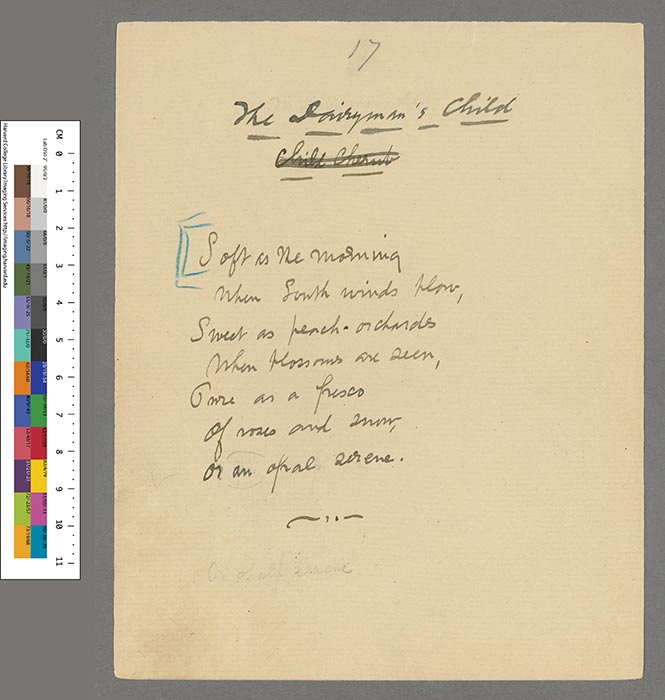 17
The Dairyman's Child
Child Cherub
Soft as the morning
When South winds blow,
Sweet as peach-orchards
When blossoms are seen,
Pure as a fresco
Of roses and snow,
Or an opal serene.
Or opal serene
CM 0 1 2 3 4 5 6 7 8 9 10 11
Harvard College Library Imaging Services http://imaging.harvard.edu